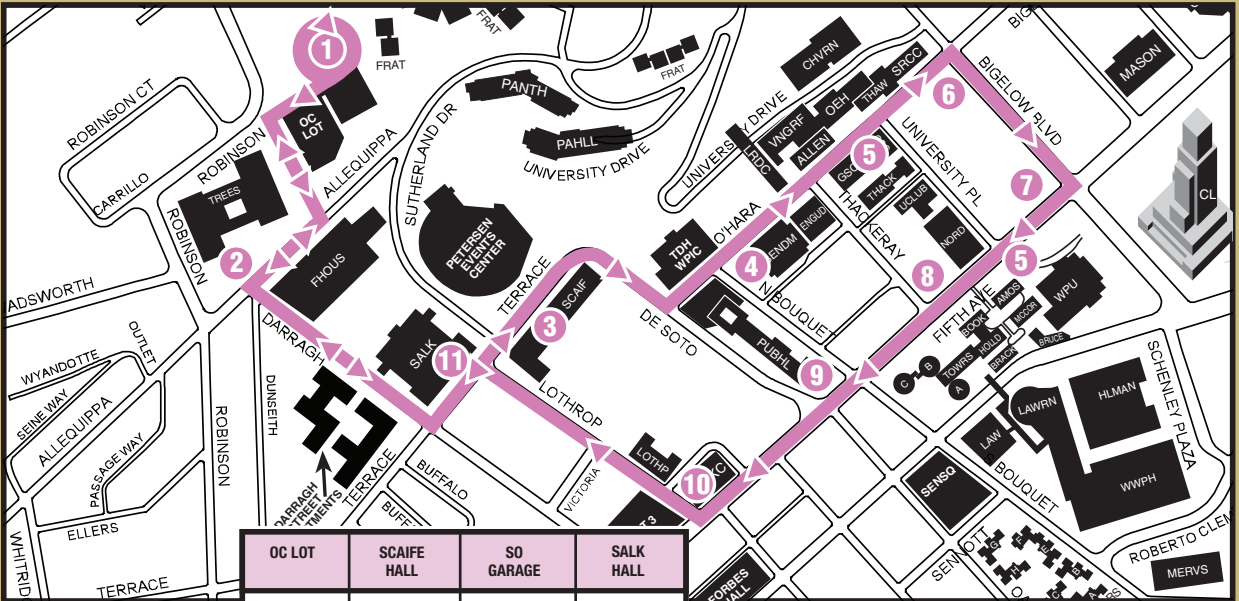 1
FRAT
FRAT
FRAT
CHVRN
MASON
ROBINSON CT
OC
LOT
ROBINSON
ALLEQUIPPA
SUTHERLAND DR
PANTH
PAHLL
UNIVERSITY DRIVE
UNIVERSITY DRIVE
LRDC
VNGRF
OEH
ALLEN
THAW
SRCC
6
BIGELOW BLVD
CARRILLO
TREES
ROBINSON
2
FHOUS
PETERSEN
EVENTS
CENTER
TERRACE
TDH
WPIC
O'HARA
4
ENGUD
5
THACK
THACKERAY
UCLUB
UNIVERSITY PL
NORD
7
CL
5
8
FIFTH AVE
AMOS
WPU
MCCOR
BRUCE
HOLLD
BRACK
TOWRS
C
B
A
DARRAGH
SALK
11
3
SCAIF
DE SOTO
N BOUQUET
PUBHL
9
WYANDOTTE
OUTLET
SEINE WAY
ALLEQUIPPA
PASSAGE WAY
ROBINSON
DUNSEITH
ELLERS
TERRACE
DARRAGH
STREET
TERRACE
BUFFALO
LOTHROP
VICTORIA
LOTHP
10
LAWRN
LAW
HLMAN
WWPH
SCHENLEY PLAZA
SENSQ
BOUQUET
SENNOTT
MERVS
OC LOT
SCAIFE
HALL
SO
GARAGE
SALK
HALL